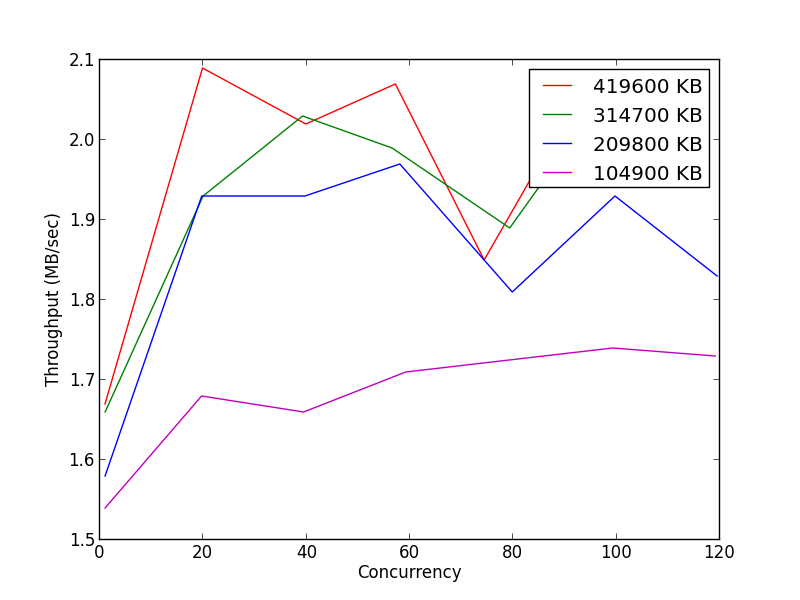 2.1
2.0
1.9
1.8
1.7
1.6
1.5
0 20 40 60 80 100 120
Throughput (MB/sec)
Concurrency
419600 KB
314700 KB
209800 KB
104900 KB